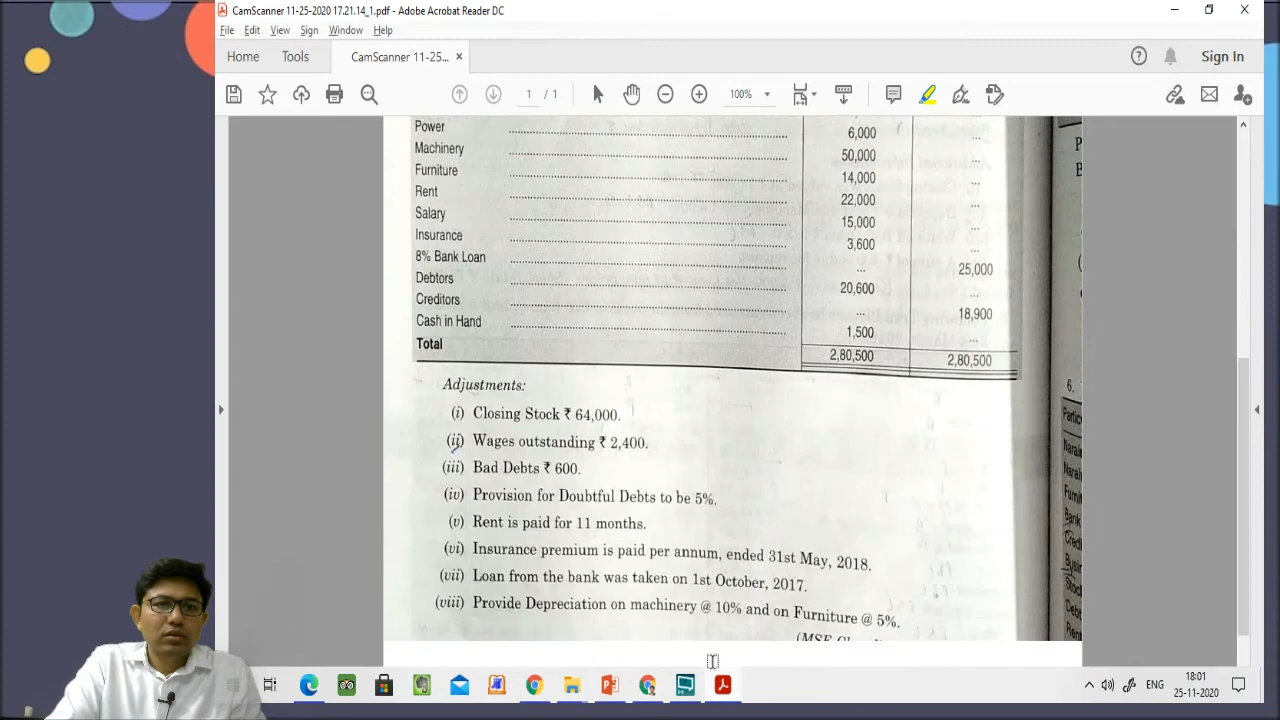 CamScanner 11-25-2020 17.21.14_1.pdf - Adobe Acrobat Reader DC
File Edit View Sign Window Help
Home Tools CamScanner 11-25... × Sign In
1 / 1 100%
Power 6,000 ...
Machinery 50,000 ...
Furniture 14,000 ...
Rent 22,000 ...
Salary 15,000 ...
Insurance 3,600 ...
8% Bank Loan ... 25,000
Debtors 20,600 ...
Creditors ... 18,900
Cash in Hand 1,500 ...
Total 2,80,500 2,80,500
Adjustments:
(i) Closing Stock ₹ 64,000.
(ii) Wages outstanding ₹ 2,400.
(iii) Bad Debts ₹ 600.
(iv) Provision for Doubtful Debts to be 5%.
(v) Rent is paid for 11 months.
(vi) Insurance premium is paid per annum, ended 31st May, 2018.
(vii) Loan from the bank was taken on 1st October, 2017.
(viii) Provide Depreciation on machinery @ 10% and on Furniture @ 5%.
6.
ENG
18:01
25-11-2020